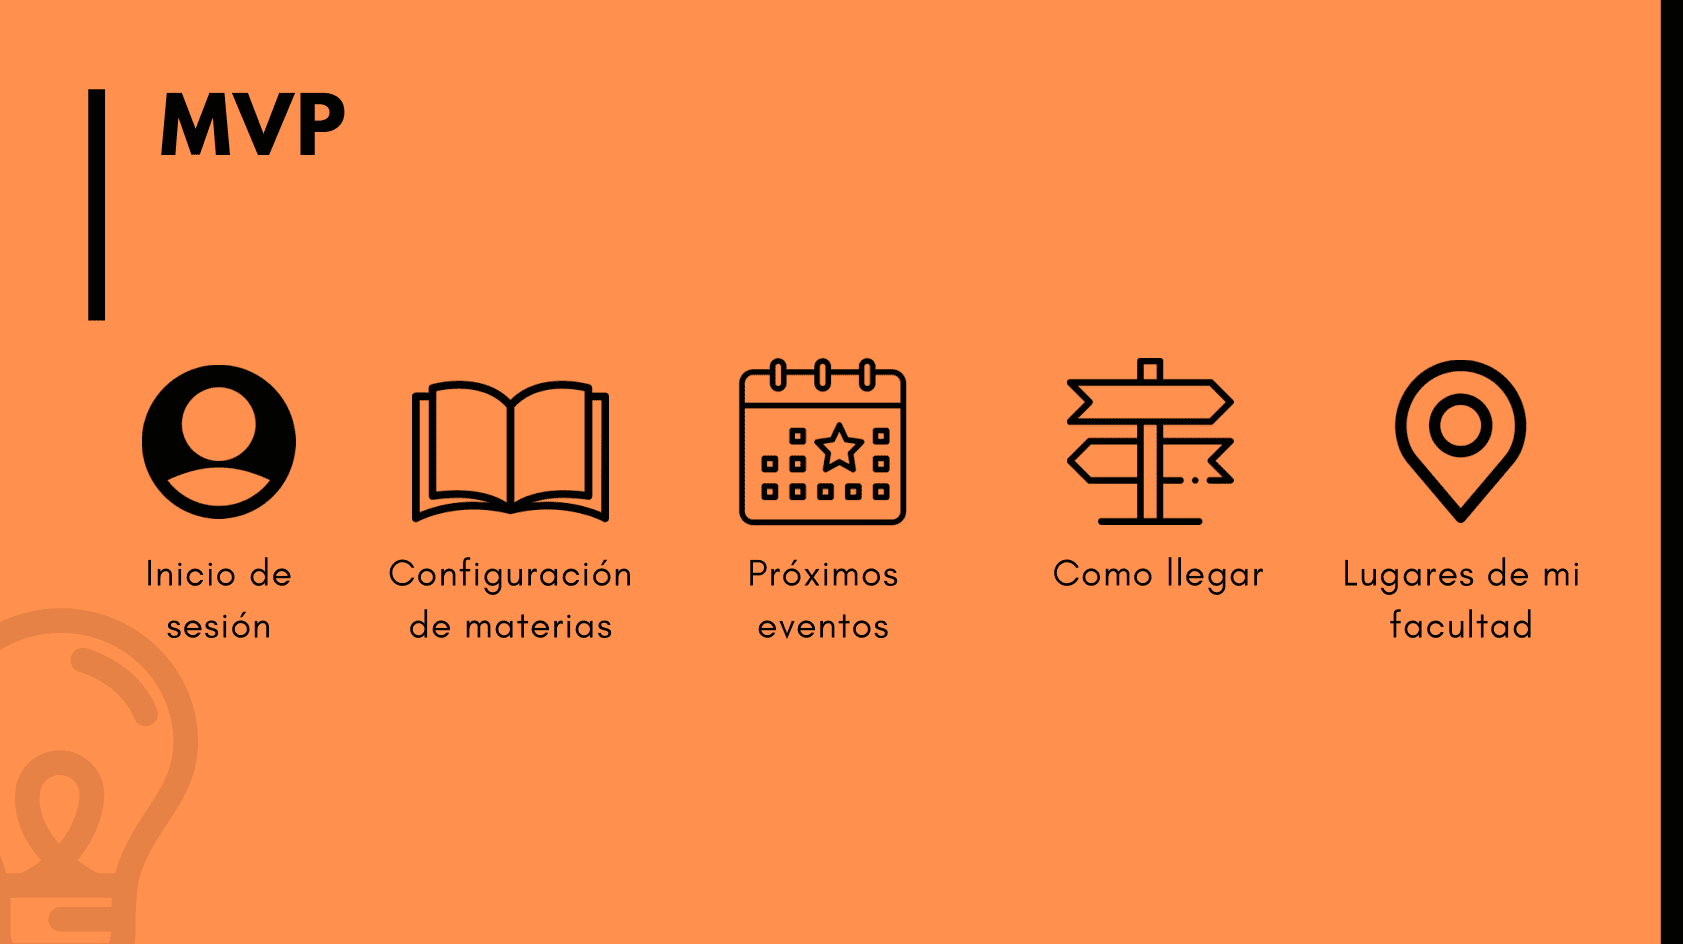 MVP
Inicio de
sesión
Configuración
de materias
Próximos
eventos
Como llegar
Lugares de mi
facultad